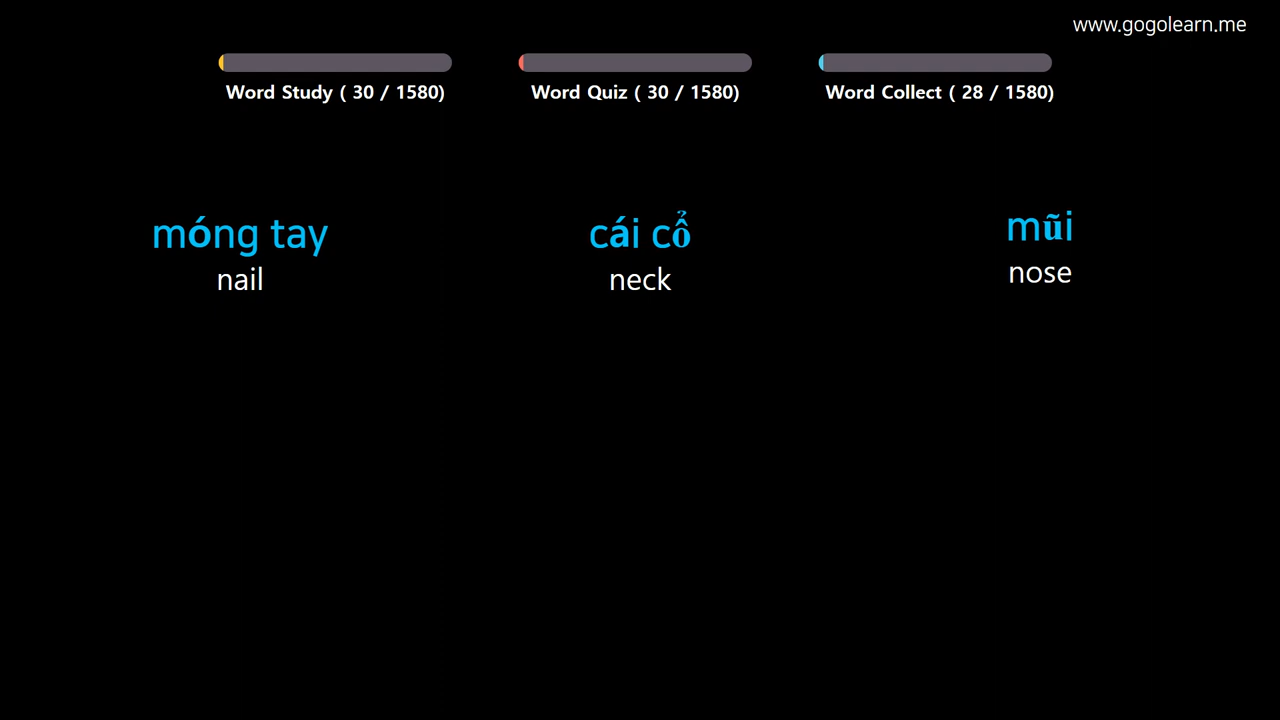 www.gogolearn.me
Word Study ( 30 / 1580)
Word Quiz ( 30 / 1580)
Word Collect ( 28 / 1580)
móng tay
nail
cái cổ
neck
mũi
nose